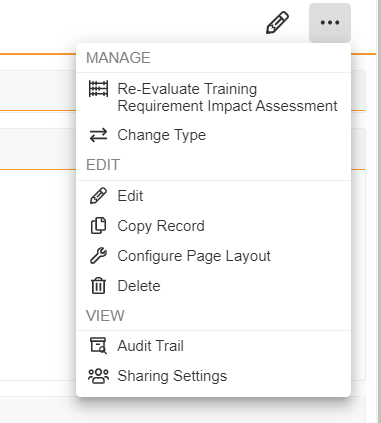 MANAGE
Re-Evaluate Training
Requirement Impact Assessment
Change Type
EDIT
Edit
Copy Record
Configure Page Layout
Delete
VIEW
Audit Trail
Sharing Settings